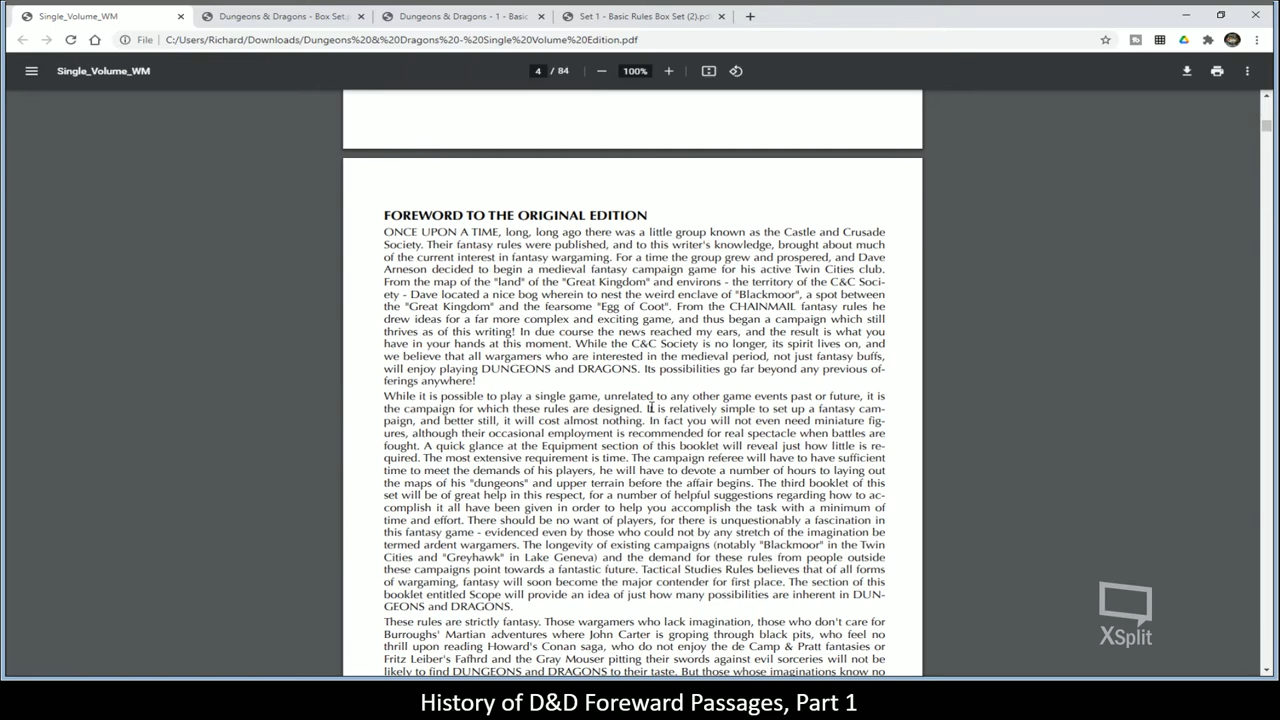 Single_Volume_WM
Dungeons & Dragons - Box Set.p
Dungeons & Dragons - 1 - Basic
Set 1 - Basic Rules Box Set (2).pd
File C:/Users/Richard/Downloads/Dungeons%20&%20Dragons%20-%20Single%20Volume%20Edition.pdf
Single_Volume_WM
4 / 84
100%
FOREWORD TO THE ORIGINAL EDITION
ONCE UPON A TIME, long, long ago there was a little group known as the Castle and Crusade
Society. Their fantasy rules were published, and to this writer's knowledge, brought about much
of the current interest in fantasy wargaming. For a time the group grew and prospered, and Dave
Arneson decided to begin a medieval fantasy campaign game for his active Twin Cities club.
From the map of the "land" of the "Great Kingdom" and environs - the territory of the C&C Soci-
ety - Dave located a nice bog wherein to nest the weird enclave of "Blackmoor", a spot between
the "Great Kingdom" and the fearsome "Egg of Coot". From the CHAINMAIL fantasy rules he
drew ideas for a far more complex and exciting game, and thus began a campaign which still
thrives as of this writing! In due course the news reached my ears, and the result is what you
have in your hands at this moment. While the C&C Society is no longer, its spirit lives on, and
we believe that all wargamers who are interested in the medieval period, not just fantasy buffs,
will enjoy playing DUNGEONS and DRAGONS. Its possibilities go far beyond any previous of-
ferings anywhere!
While it is possible to play a single game, unrelated to any other game events past or future, it is
the campaign for which these rules are designed. It is relatively simple to set up a fantasy cam-
paign, and better still, it will cost almost nothing. In fact you will not even need miniature fig-
ures, although their occasional employment is recommended for real spectacle when battles are
fought. A quick glance at the Equipment section of this booklet will reveal just how little is re-
quired. The most extensive requirement is time. The campaign referee will have to have sufficient
time to meet the demands of his players, he will have to devote a number of hours to laying out
the maps of his "dungeons" and upper terrain before the affair begins. The third booklet of this
set will be of great help in this respect, for a number of helpful suggestions regarding how to ac-
complish it all have been given in order to help you accomplish the task with a minimum of
time and effort. There should be no want of players, for there is unquestionably a fascination in
this fantasy game - evidenced even by those who could not by any stretch of the imagination be
termed ardent wargamers. The longevity of existing campaigns (notably "Blackmoor" in the Twin
Cities and "Greyhawk" in Lake Geneva) and the demand for these rules from people outside
these campaigns point towards a fantastic future. Tactical Studies Rules believes that of all forms
of wargaming, fantasy will soon become the major contender for first place. The section of this
booklet entitled Scope will provide an idea of just how many possibilities are inherent in DUN-
GEONS and DRAGONS.
These rules are strictly fantasy. Those wargamers who lack imagination, those who don't care for
Burroughs' Martian adventures where John Carter is groping through black pits, who feel no
thrill upon reading Howard's Conan saga, who do not enjoy the de Camp & Pratt fantasies or
Fritz Leiber's Fafhrd and the Gray Mouser pitting their swords against evil sorceries will not be
likely to find DUNGEONS and DRAGONS to their taste. But those whose imaginations know no
XSplit
History of D&D Foreward Passages, Part 1